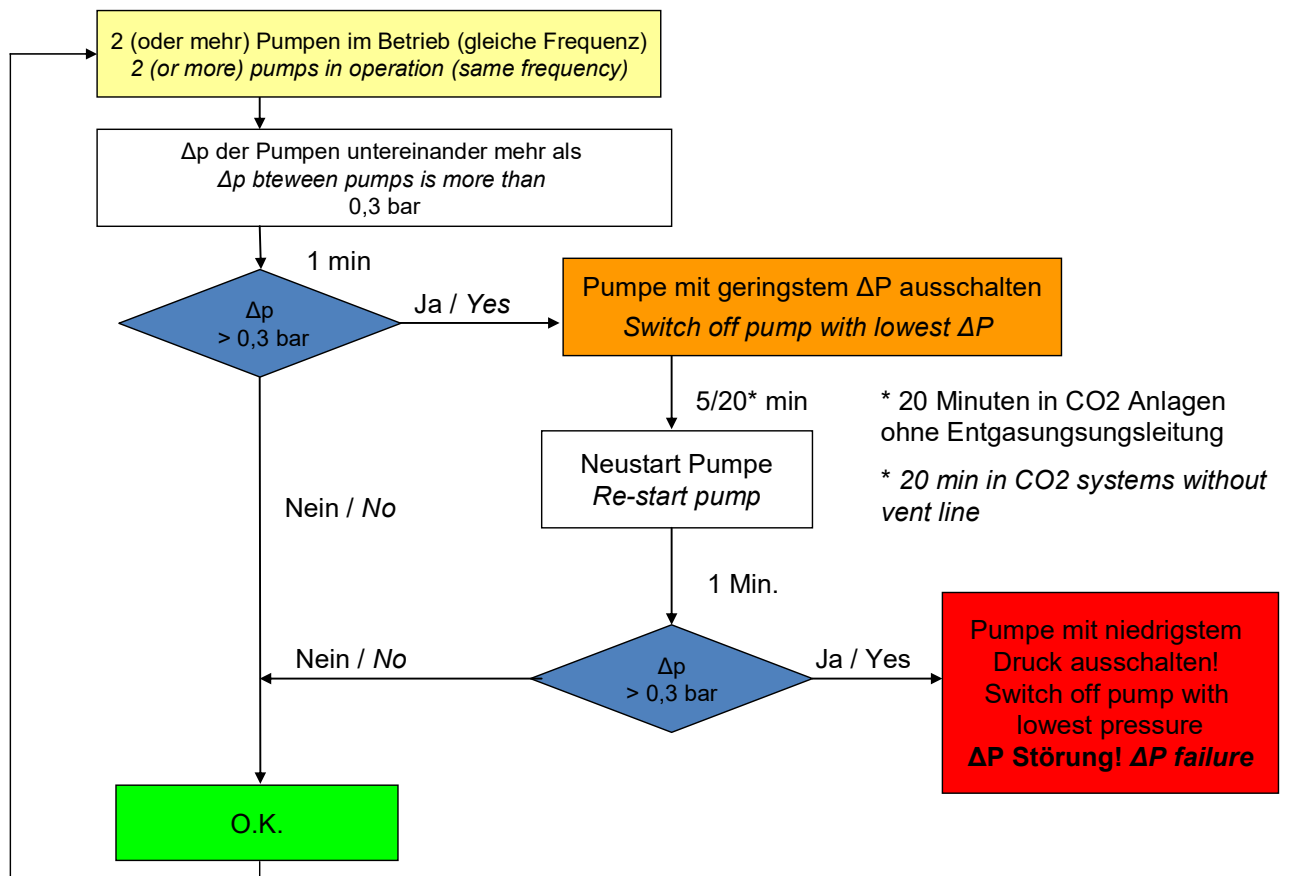 2 (oder mehr) Pumpen im Betrieb (gleiche Frequenz)
2 (or more) pumps in operation (same frequency)
Δp der Pumpen untereinander mehr als
Δp bteween pumps is more than
0,3 bar
1 min
Δp
> 0,3 bar
Ja / Yes
Pumpe mit geringstem ΔP ausschalten
Switch off pump with lowest ΔP
5/20* min
* 20 Minuten in CO2 Anlagen
ohne Entgasungsungsleitung
* 20 min in CO2 systems without
vent line
Neustart Pumpe
Re-start pump
Nein / No
1 Min.
Δp
> 0,3 bar
Nein / No
Ja / Yes
Pumpe mit niedrigstem
Druck ausschalten!
Switch off pump with
lowest pressure
ΔP Störung! ΔP failure
O.K.